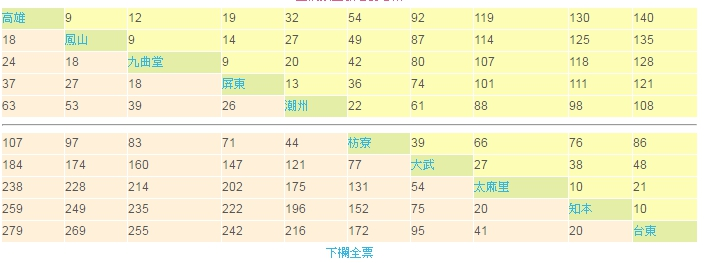 高雄 9 12 19 32 54 92 119 130 140
18 鳳山 9 14 27 49 87 114 125 135
24 18 九曲堂 9 20 42 80 107 118 128
37 27 18 屏東 13 36 74 101 111 121
63 53 39 26 潮州 22 61 88 98 108
107 97 83 71 44 枋寮 39 66 76 86
184 174 160 147 121 77 大武 27 38 48
238 228 214 202 175 131 54 太麻里 10 21
259 249 235 222 196 152 75 20 知本 10
279 269 255 242 216 172 95 41 20 台東
下欄全票